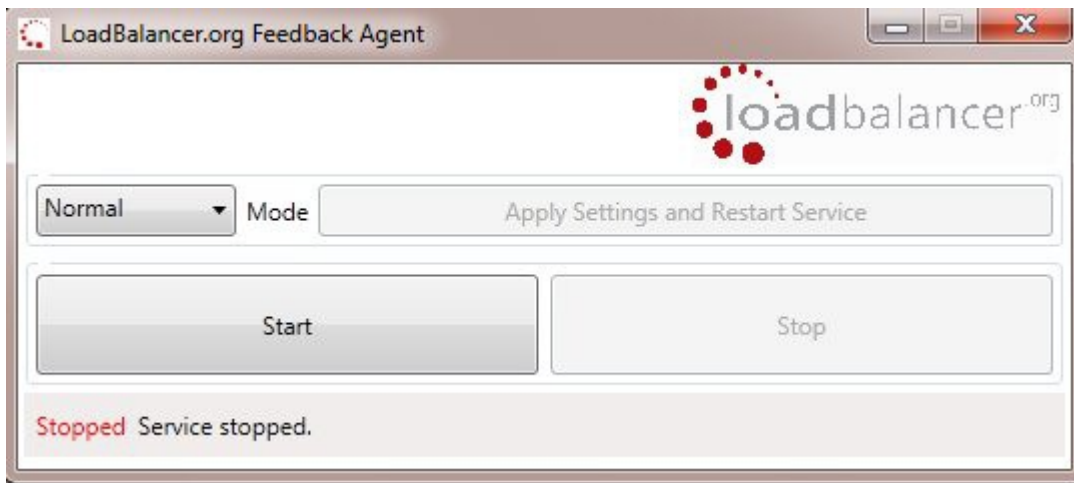 LoadBalancer.org Feedback Agent
loadbalancer.org
Normal Mode Apply Settings and Restart Service
Start Stop
Stopped Service stopped.